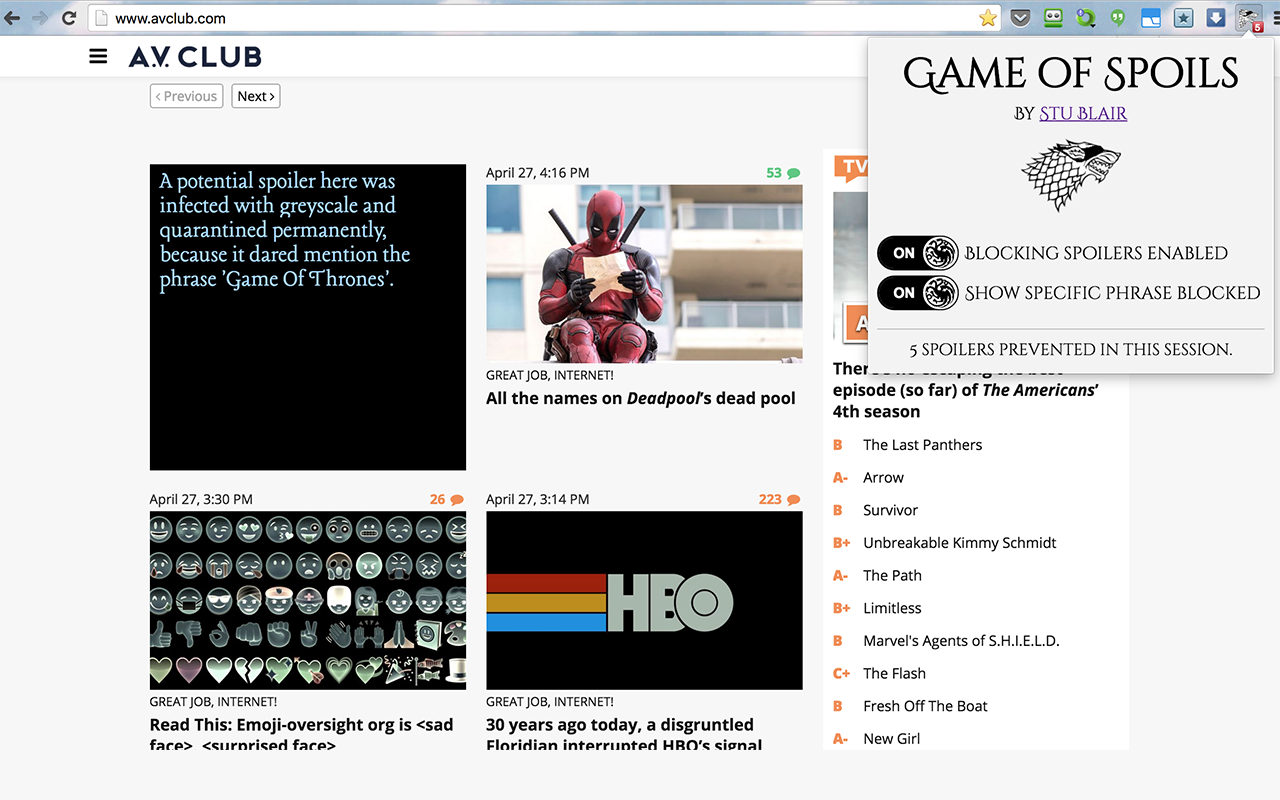 www.avclub.com
5
A.V. CLUB
‹ Previous
Next ›
GAME OF SPOILS
BY STU BLAIR
ON BLOCKING SPOILERS ENABLED
ON SHOW SPECIFIC PHRASE BLOCKED
5 SPOILERS PREVENTED IN THIS SESSION.
A potential spoiler here was
infected with greyscale and
quarantined permanently,
because it dared mention the
phrase 'Game Of Thrones'.
April 27, 4:16 PM
53
GREAT JOB, INTERNET!
All the names on Deadpool's dead pool
April 27, 3:30 PM
26
GREAT JOB, INTERNET!
Read This: Emoji-oversight org is <sad
face>, <surprised face>
April 27, 3:14 PM
223
HBO
GREAT JOB, INTERNET!
30 years ago today, a disgruntled
Floridian interrupted HBO's signal
TV
A
There's no escaping the best
episode (so far) of The Americans'
4th season
B The Last Panthers
A- Arrow
B Survivor
B+ Unbreakable Kimmy Schmidt
A- The Path
B+ Limitless
B Marvel's Agents of S.H.I.E.L.D.
C+ The Flash
B Fresh Off The Boat
A- New Girl